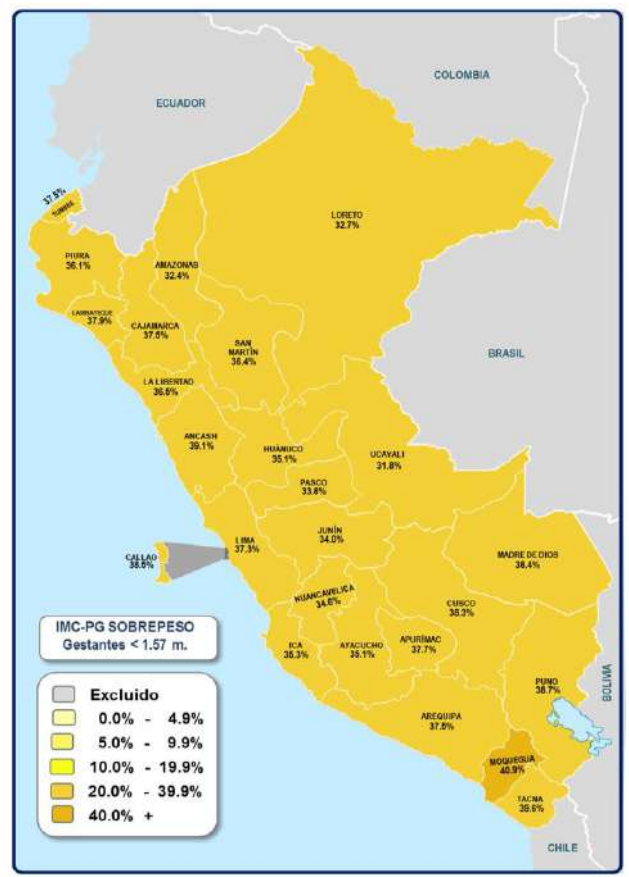 COLOMBIA
ECUADOR
37.5%
TUMBES
LORETO
32.7%
PIURA
36.1%
AMAZONAS
32.4%
LAMBAYEQUE
37.9%
CAJAMARCA
37.5%
SAN
MARTÍN
36.4%
BRASIL
LA LIBERTAD
36.6%
ANCASH
39.1%
HUÁNUCO
35.1%
UCAYALI
31.8%
PASCO
33.6%
LIMA
37.3%
JUNÍN
34.0%
CALLAO
38.6%
MADRE DE DIOS
38.4%
HUANCAVELICA
34.6%
CUSCO
38.3%
IMC-PG SOBREPESO
Gestantes < 1.57 m.
ICA
35.3%
AYACUCHO
35.1%
APURÍMAC
37.7%
PUNO
38.7%
BOLIVIA
AREQUIPA
37.6%
MOQUEGUA
40.9%
TACNA
39.6%
CHILE
Excluido
0.0% - 4.9%
5.0% - 9.9%
10.0% - 19.9%
20.0% - 39.9%
40.0% +